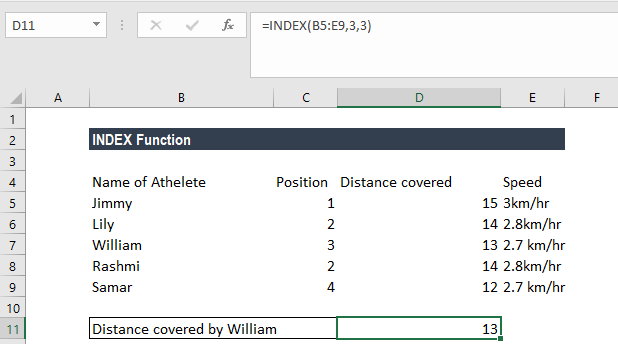 D11 fx =INDEX(B5:E9,3,3)
A B C D E F
1
2 INDEX Function
3
4 Name of Athelete Position Distance covered Speed
5 Jimmy 1 15 3km/hr
6 Lily 2 14 2.8km/hr
7 William 3 13 2.7 km/hr
8 Rashmi 2 14 2.8km/hr
9 Samar 4 12 2.7 km/hr
10
11 Distance covered by William 13